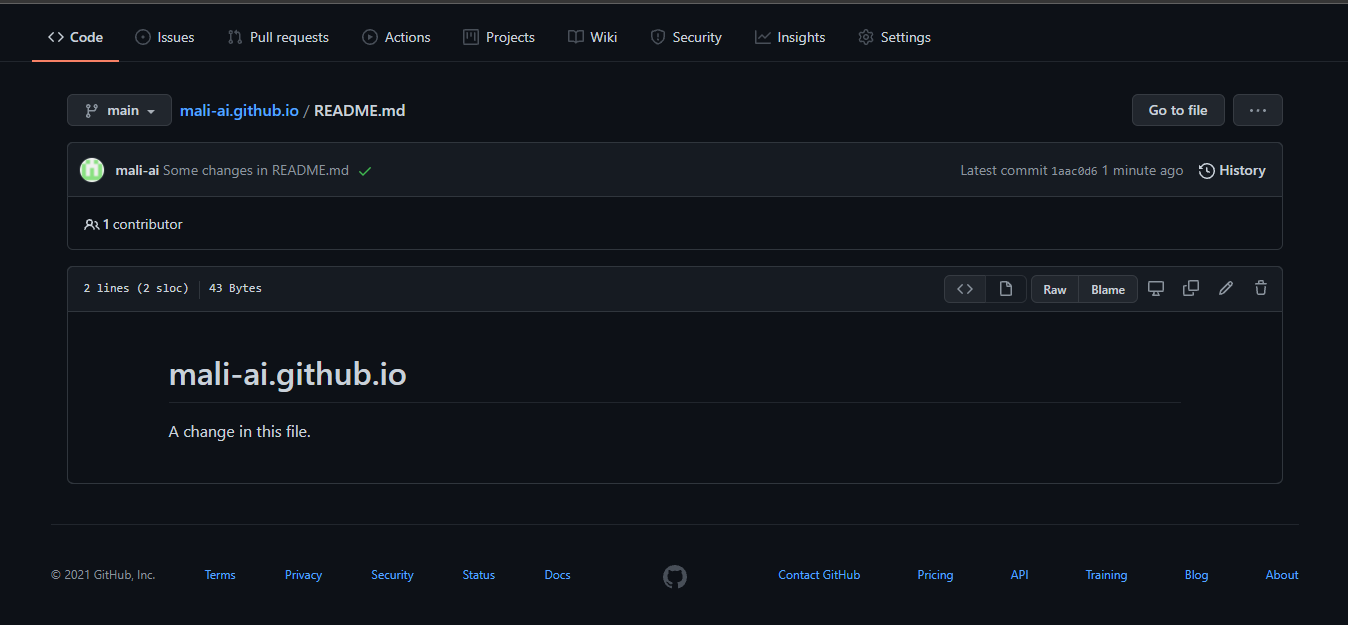 Code Issues Pull requests Actions Projects Wiki Security Insights Settings
main mali-ai.github.io / README.md Go to file ...
mali-ai Some changes in README.md Latest commit 1aac0d6 1 minute ago History
1 contributor
2 lines (2 sloc) 43 Bytes Raw Blame
mali-ai.github.io
A change in this file.
© 2021 GitHub, Inc. Terms Privacy Security Status Docs Contact GitHub Pricing API Training Blog About